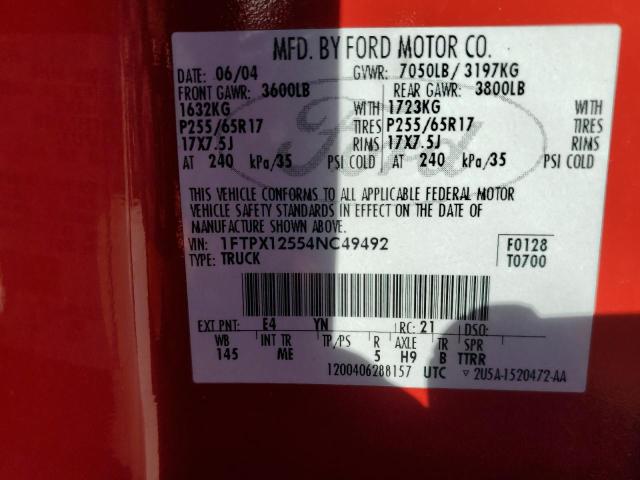 MFD. BY FORD MOTOR CO.
DATE: 06/04 GVWR: 7050LB/ 3197KG
FRONT GAWR: 3600LB REAR GAWR: 3800LB
1632KG WITH 1723KG WITH
P255/65R17 TIRES P255/65R17 TIRES
17X7.5J RIMS 17X7.5J RIMS
AT 240 kPa/35 PSI COLD AT 240 kPa/35 PSI COLD
Ford
THIS VEHICLE CONFORMS TO ALL APPLICABLE FEDERAL MOTOR
VEHICLE SAFETY STANDARDS IN EFFECT ON THE DATE OF
MANUFACTURE SHOWN ABOVE.
VIN: 1FTPX12554NC49492 F0128
TYPE: TRUCK T0700
EXT PNT: E4 YN RC: 21 DSO:
WB INT TR TP/PS R AXLE TR SPR
145 ME 5 H9 B TTRR
1200406288157 UTC ▽ 2U5A-1520472-AA